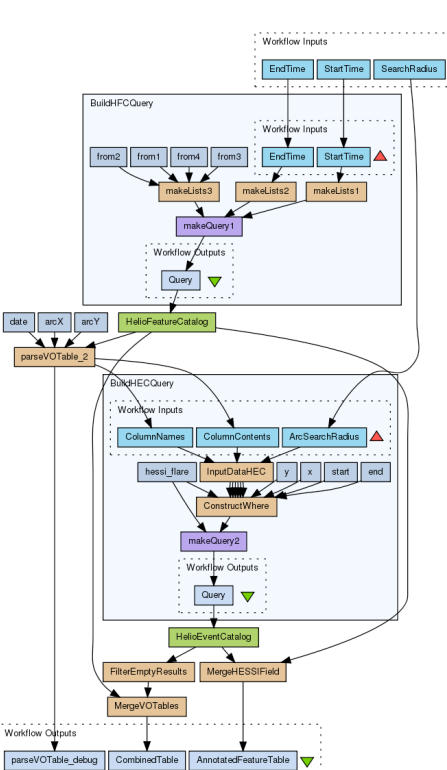 Workflow Inputs
EndTime StartTime SearchRadius
BuildHFCQuery
Workflow Inputs
from2 from1 from4 from3 EndTime StartTime
makeLists3 makeLists2 makeLists1
makeQuery1
Workflow Outputs
Query
date arcX arcY HelioFeatureCatalog
parseVOTable_2
BuildHECQuery
Workflow Inputs
ColumnNames ColumnContents ArcSearchRadius
hessi_flare InputDataHEC y x start end
ConstructWhere
makeQuery2
Workflow Outputs
Query
HelioEventCatalog
FilterEmptyResults MergeHESSIField
MergeVOTables
Workflow Outputs
parseVOTable_debug CombinedTable AnnotatedFeatureTable